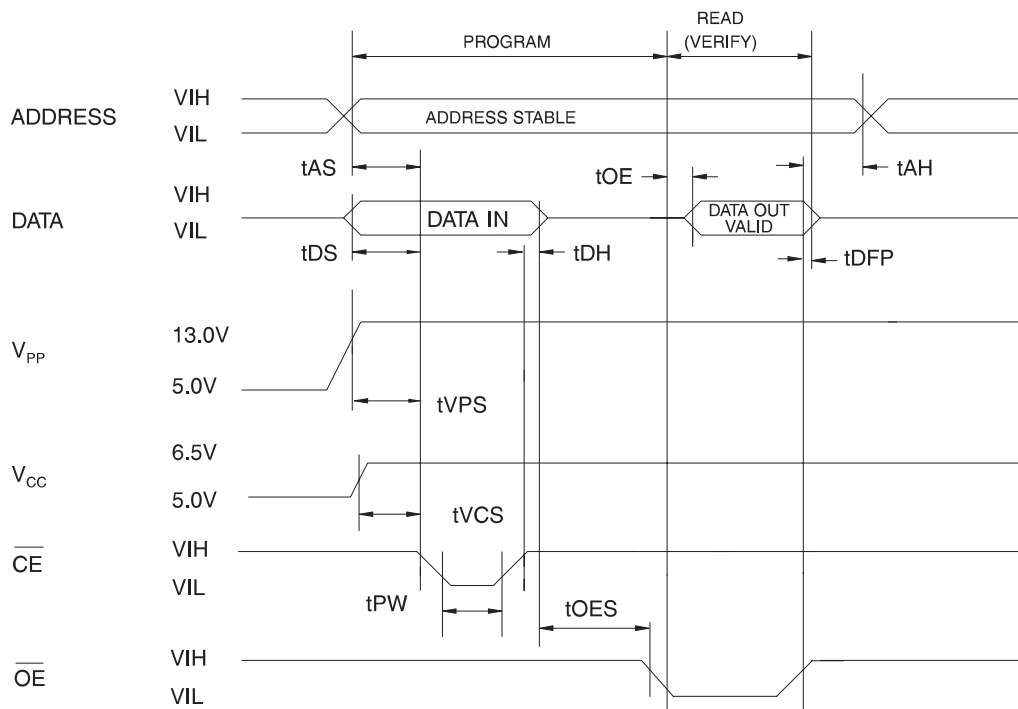 READ
PROGRAM (VERIFY)
ADDRESS VIH
VIL
ADDRESS STABLE
tAS tOE tAH
DATA VIH
VIL
DATA IN DATA OUT
VALID
tDS tDH tDFP
VPP 13.0V
5.0V
tVPS
VCC 6.5V
5.0V
tVCS
CE VIH
VIL
tPW tOES
OE VIH
VIL